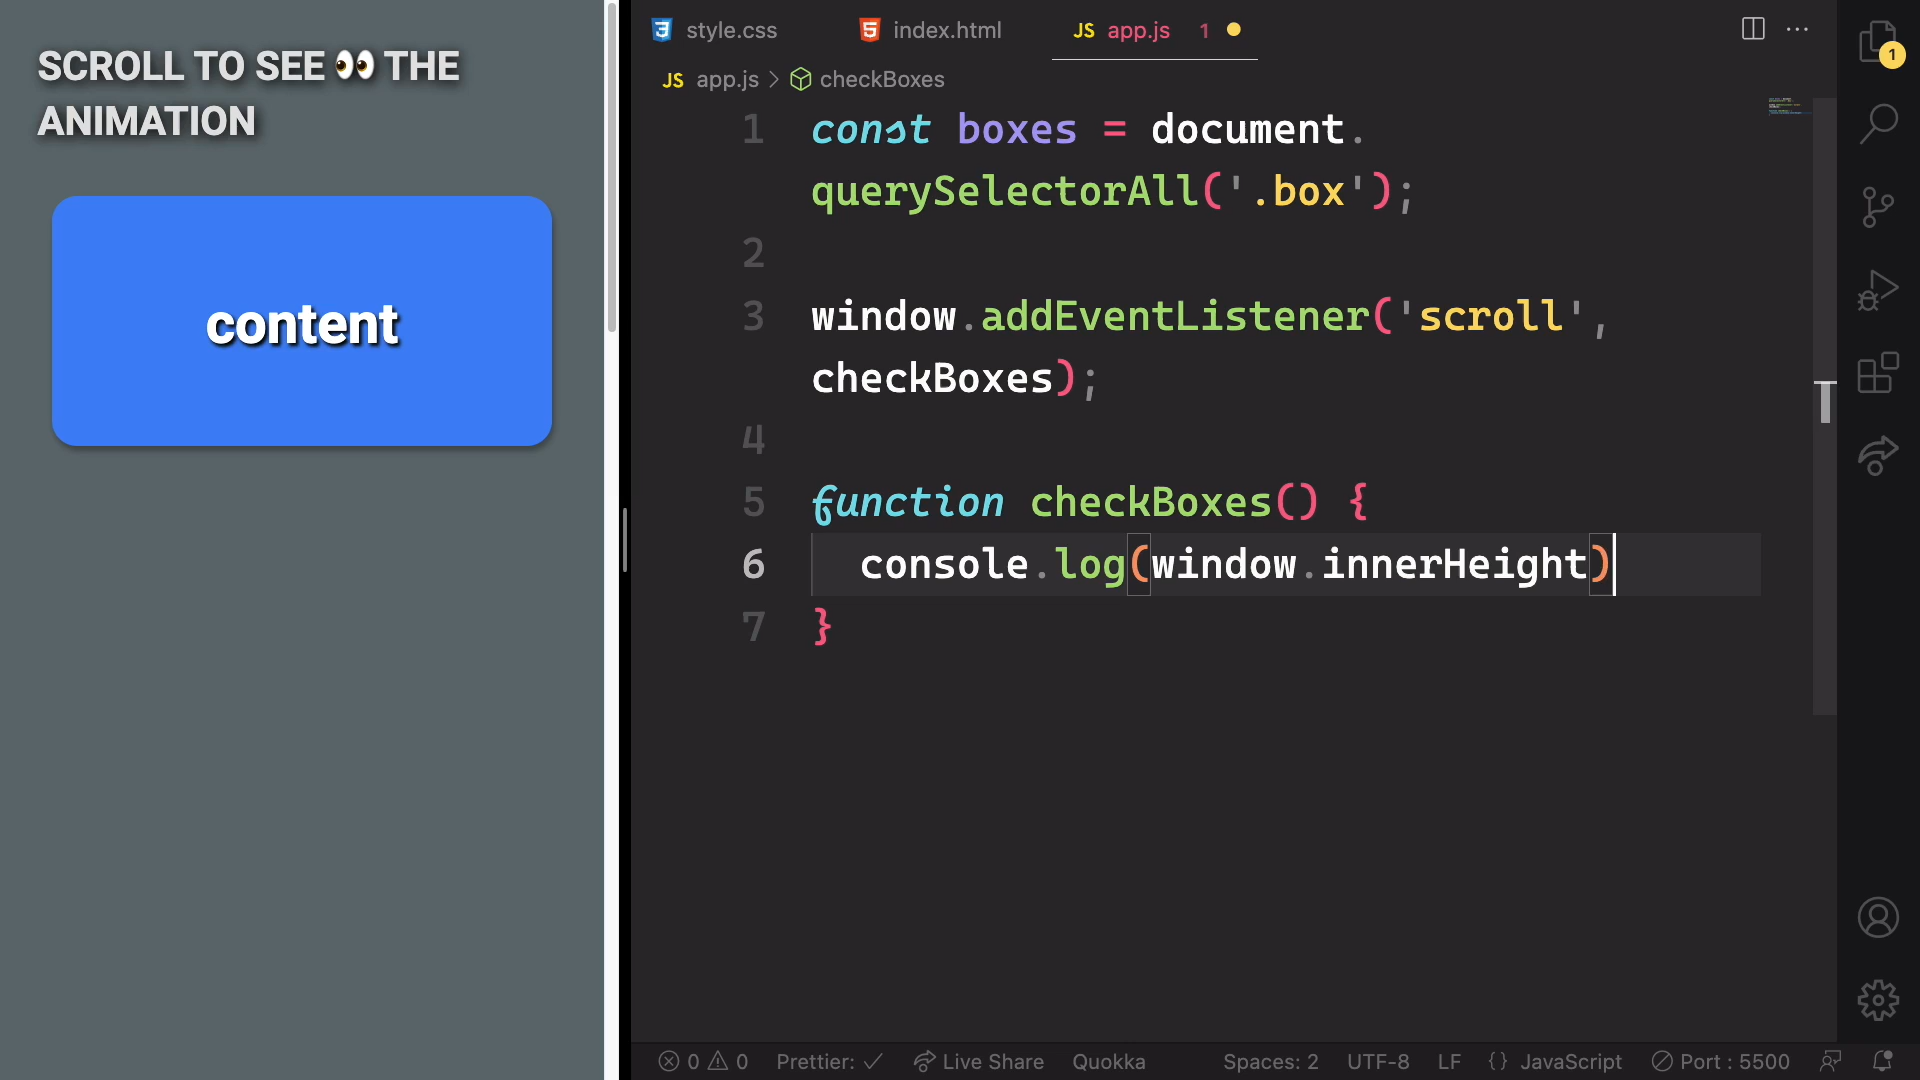 SCROLL TO SEE 👀 THE
ANIMATION
content
style.css
index.html
JS app.js 1
JS app.js > checkBoxes
1 const boxes = document.
querySelectorAll('.box');
2
3 window.addEventListener('scroll',
checkBoxes);
4
5 function checkBoxes() {
6 console.log(window.innerHeight)
7 }
1
0 0 Prettier: ✓ Live Share Quokka Spaces: 2 UTF-8 LF {} JavaScript Port : 5500